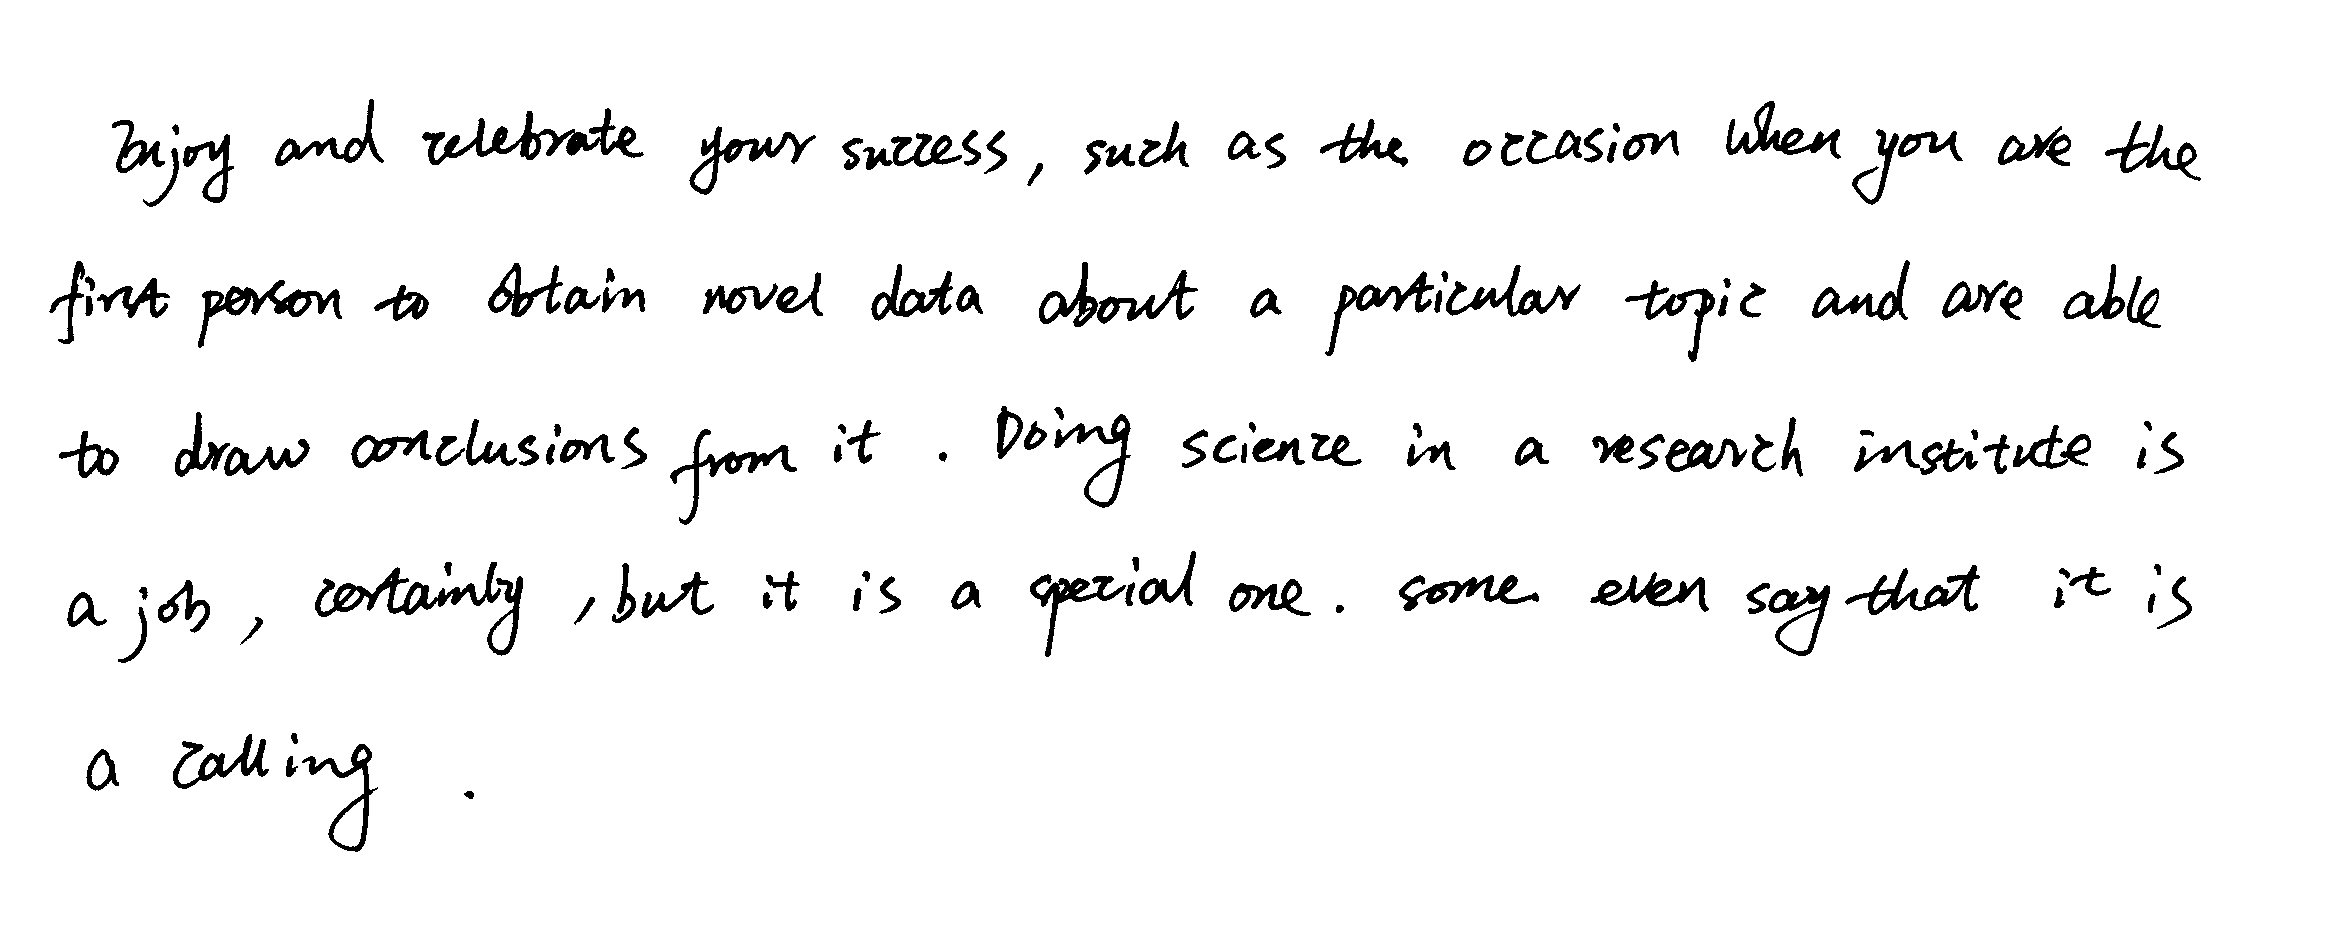 Enjoy and celebrate your success, such as the occasion when you are the
first person to obtain novel data about a particular topic and are able
to draw conclusions from it. Doing science in a research institute is
a job, certainly, but it is a special one. some even say that it is
a calling.